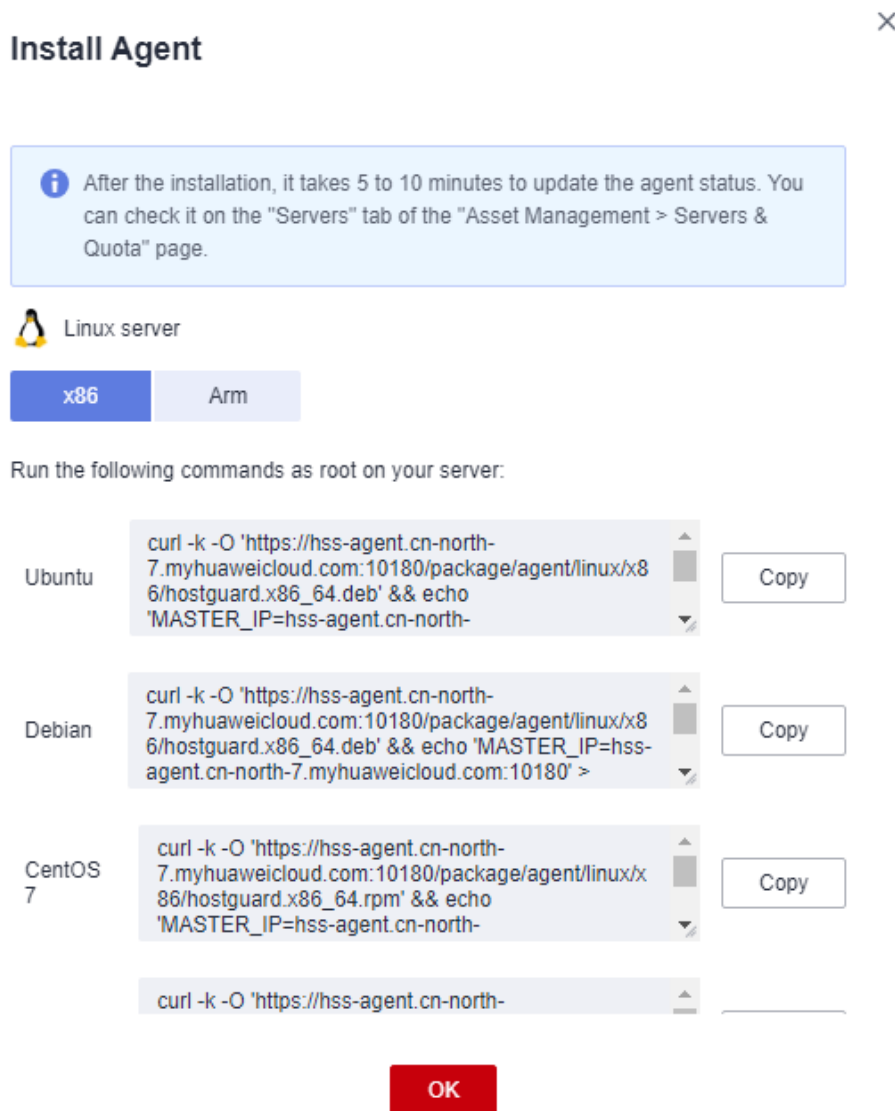 Install Agent
After the installation, it takes 5 to 10 minutes to update the agent status. You
can check it on the "Servers" tab of the "Asset Management > Servers &
Quota" page.
Linux server
x86
Arm
Run the following commands as root on your server:
Ubuntu
curl -k -O 'https://hss-agent.cn-north-
7.myhuaweicloud.com:10180/package/agent/linux/x8
6/hostguard.x86_64.deb' && echo
'MASTER_IP=hss-agent.cn-north-
Copy
Debian
curl -k -O 'https://hss-agent.cn-north-
7.myhuaweicloud.com:10180/package/agent/linux/x8
6/hostguard.x86_64.deb' && echo 'MASTER_IP=hss-
agent.cn-north-7.myhuaweicloud.com:10180' >
Copy
CentOS
7
curl -k -O 'https://hss-agent.cn-north-
7.myhuaweicloud.com:10180/package/agent/linux/x
86/hostguard.x86_64.rpm' && echo
'MASTER_IP=hss-agent.cn-north-
Copy
curl -k -O 'https://hss-agent.cn-north-
OK